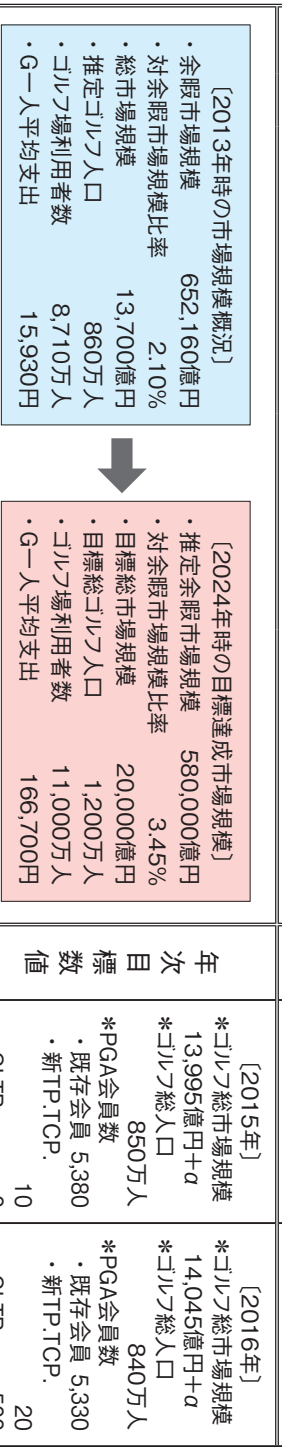 〔2013年時の市場規模概況〕
・余暇市場規模 652,160億円
・対余暇市場規模比率 2.10%
・総市場規模 13,700億円
・推定ゴルフ人口 860万人
・ゴルフ場利用者数 8,710万人
・G一人平均支出 15,930円
〔2024年時の目標達成市場規模〕
・推定余暇市場規模 580,000億円
・対余暇市場規模比率 3.45%
・目標総市場規模 20,000億円
・目標総ゴルフ人口 1,200万人
・ゴルフ場利用者数 11,000万人
・G一人平均支出 166,700円
年次目標数値
〔2015年〕
*ゴルフ総市場規模
13,995億円+α
*ゴルフ総人口
850万人
*PGA会員数
・既存会員 5,380
・新TP.TCP. 10
〔2016年〕
*ゴルフ総市場規模
14,045億円+α
*ゴルフ総人口
840万人
*PGA会員数
・既存会員 5,330
・新TP.TCP. 20